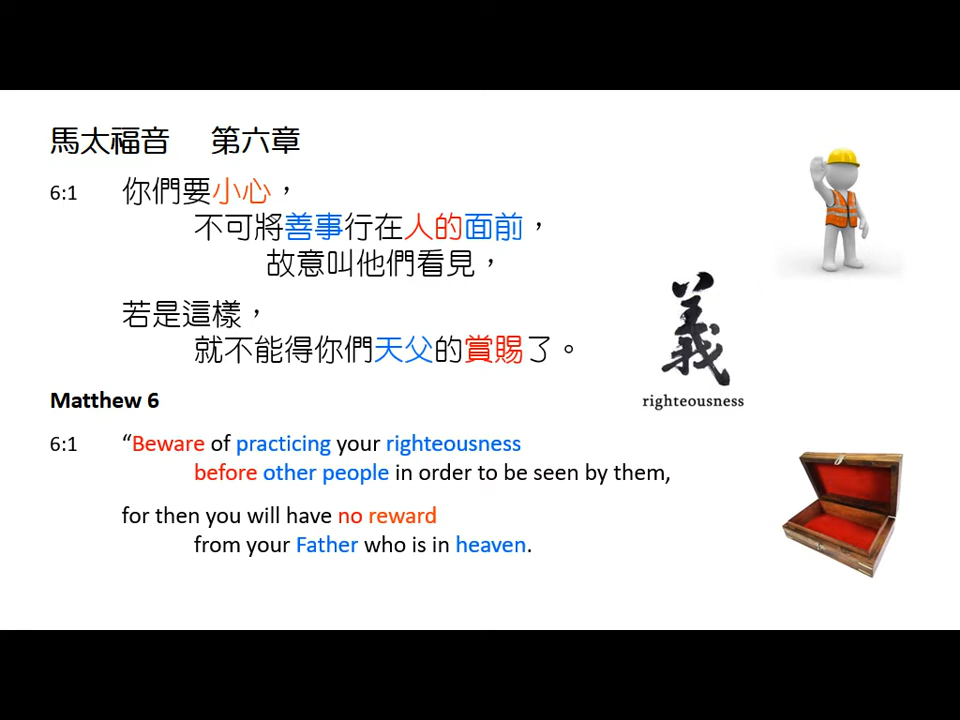 馬太福音 第六章
6:1 你們要小心，
不可將善事行在人的面前，
故意叫他們看見，
若是這樣，
就不能得你們天父的賞賜了。
義
righteousness
Matthew 6
6:1 “Beware of practicing your righteousness
before other people in order to be seen by them,
for then you will have no reward
from your Father who is in heaven.